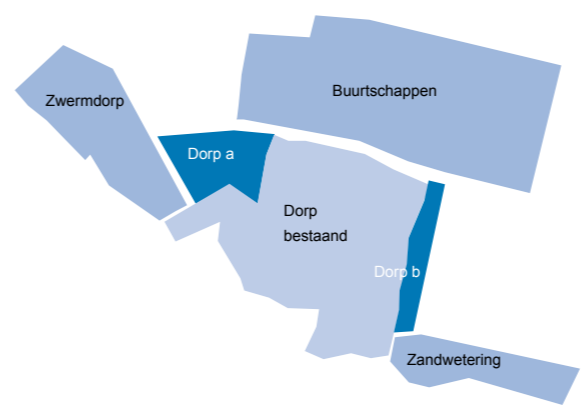 Buurtschappen
Zwermdorp
Dorp a
Dorp
bestaand
Dorp b
Zandwetering